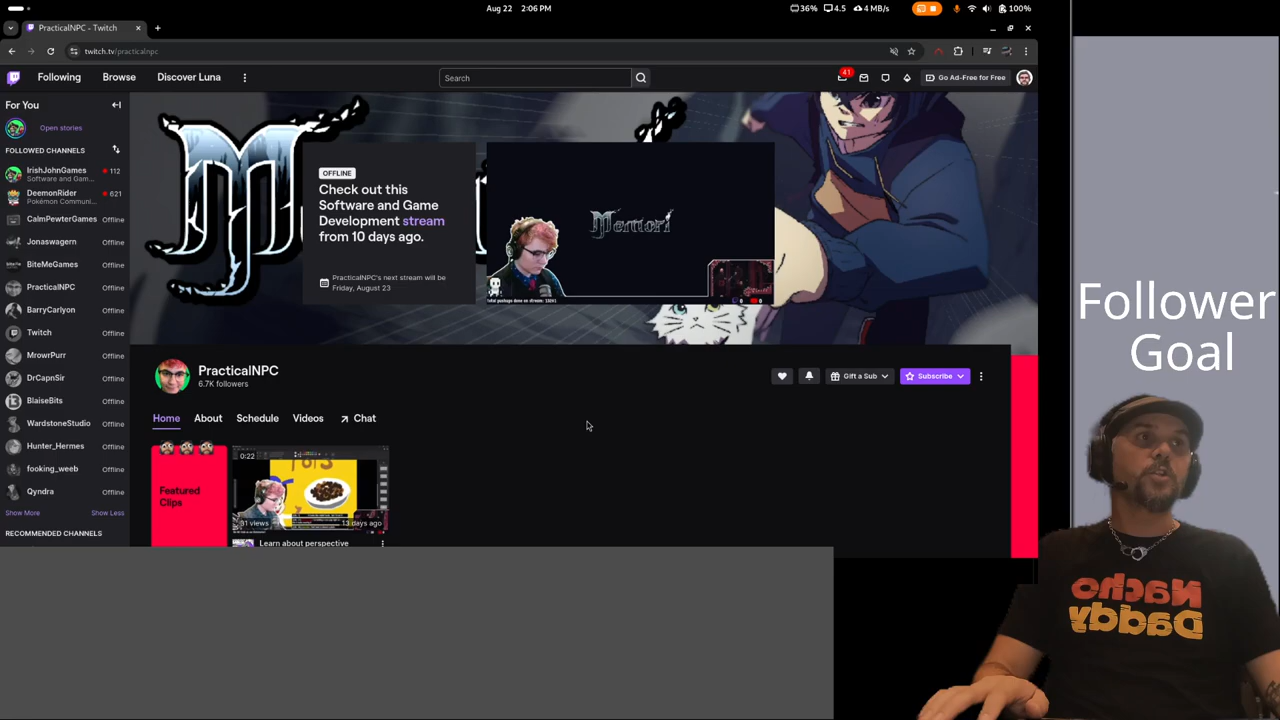 Aug 22 2:06 PM
36% 4.5 4 MB/s 100%
PracticalNPC - Twitch
twitch.tv/practicalnpc
Following Browse Discover Luna Search 41 Go Ad-Free for Free
For You
Open stories
FOLLOWED CHANNELS
IrishJohnGames 112
Software and Gam...
DeemonRider 621
Pokémon Communi...
CalmPewterGames Offline
Jonaswagern Offline
BiteMeGames Offline
PracticalNPC Offline
BarryCarlyon Offline
Twitch Offline
MrowrPurr Offline
DrCapnSir Offline
BlaiseBits Offline
WardstoneStudio Offline
Hunter_Hermes Offline
fooking_weeb Offline
Qyndra Offline
Show More Show Less
RECOMMENDED CHANNELS
OFFLINE
Check out this
Software and Game
Development stream
from 10 days ago.
PracticalNPC's next stream will be
Friday, August 23
Memori
PracticalNPC
6.7K followers
Gift a Sub Subscribe
Home About Schedule Videos Chat
Featured
Clips
0:22
31 views 13 days ago
Learn about perspective
Follower
Goal
Nacho
Daddy